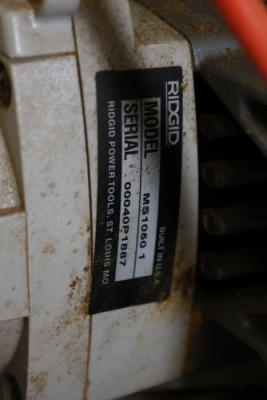 RIDGID
MODEL MS1050 1
SERIAL 00040P1887
BUILT IN U.S.A.
RIDGID POWER TOOLS, ST. LOUIS MO